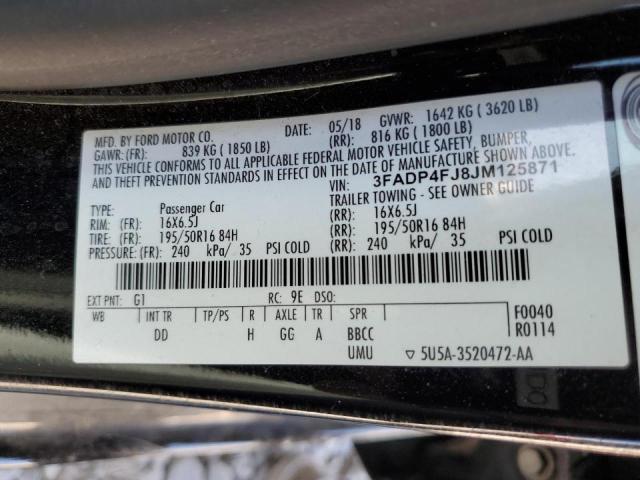 MFD. BY FORD MOTOR CO. DATE: 05/18 GVWR: 1642 KG ( 3620 LB)
GAWR: (FR): 839 KG ( 1850 LB) (RR): 816 KG ( 1800 LB)
THIS VEHICLE CONFORMS TO ALL APPLICABLE FEDERAL MOTOR VEHICLE SAFETY, BUMPER,
AND THEFT PREVENTION STANDARDS IN EFFECT ON THE DATE OF MANUFACTURE SHOWN ABOVE.
VIN: 3FADP4FJ8JM125871
TYPE: Passenger Car TRAILER TOWING - SEE OWNER GUIDE
RIM: 16X6.5J (RR): 16X6.5J
TIRE: 195/50R16 84H (RR): 195/50R16 84H
PRESSURE: (FR): 240 kPa/ 35 PSI COLD (RR): 240 kPa/ 35 PSI COLD
EXT PNT: G1 RC: 9E DSO:
WB INT TR TP/PS R AXLE TR SPR F0040
DD H GG A BBCC R0114
UMU ▽ 5U5A-3520472-AA